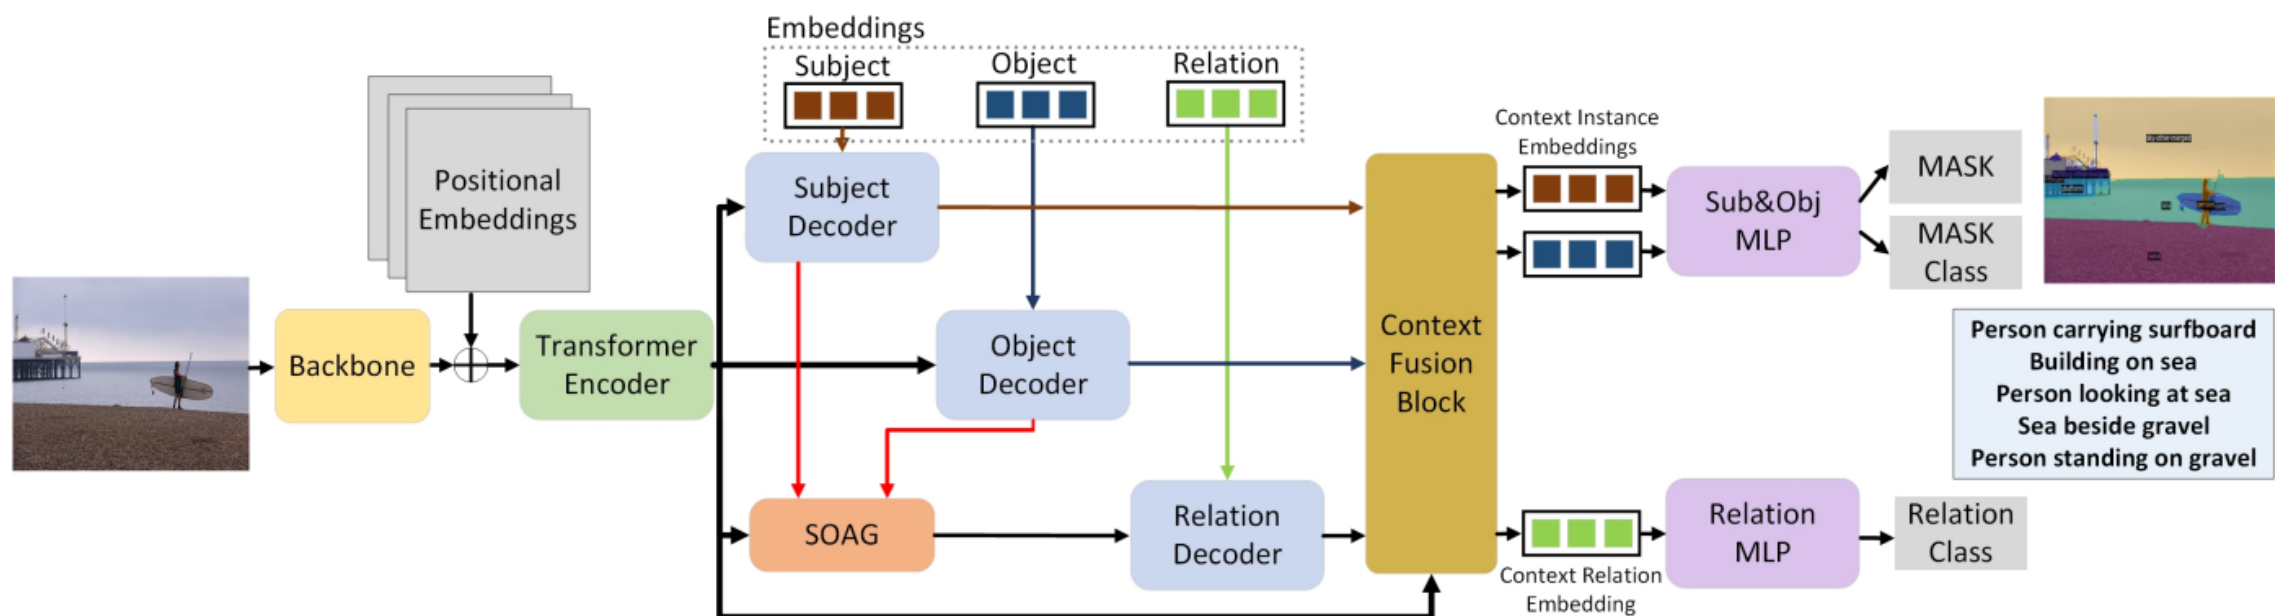 Embeddings
Subject
Object
Relation
Positional
Embeddings
Backbone
Transformer
Encoder
Subject
Decoder
Object
Decoder
SOAG
Relation
Decoder
Context
Fusion
Block
Context Instance
Embeddings
Sub&Obj
MLP
MASK
MASK
Class
Person carrying surfboard
Building on sea
Person looking at sea
Sea beside gravel
Person standing on gravel
Context Relation
Embedding
Relation
MLP
Relation
Class